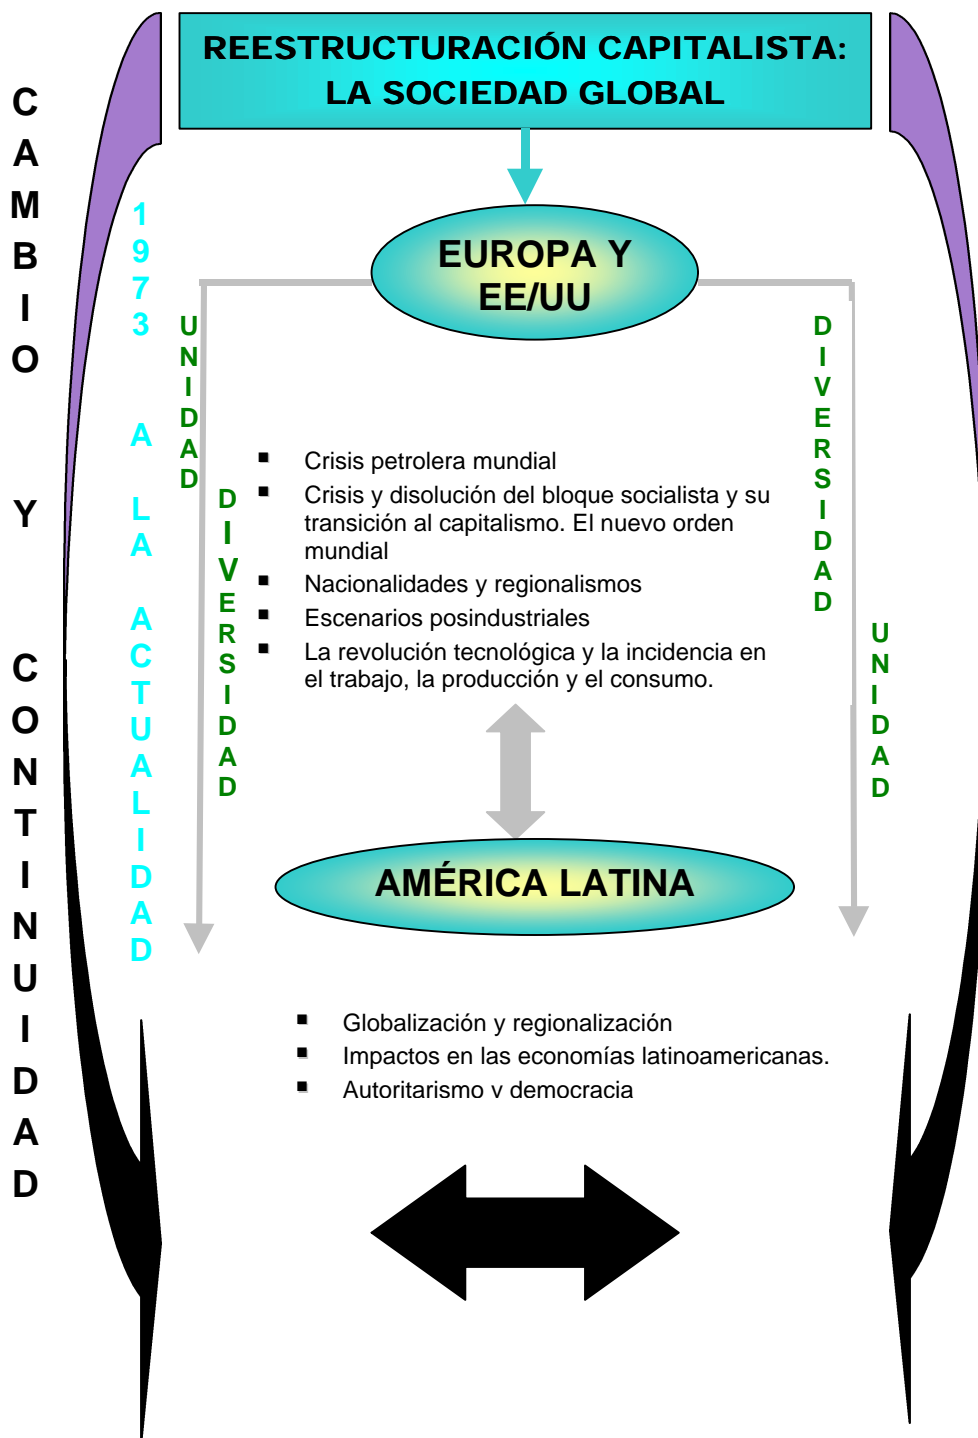 REESTRUCTURACIÓN CAPITALISTA:
LA SOCIEDAD GLOBAL
CAMBIO Y CONTINUIDAD
1973 A LA ACTUALIDAD
EUROPA Y
EE/UU
UNIDAD
DIVERSIDAD
DIVERSIDAD
UNIDAD
▪ Crisis petrolera mundial
▪ Crisis y disolución del bloque socialista y su
transición al capitalismo. El nuevo orden
mundial
▪ Nacionalidades y regionalismos
▪ Escenarios posindustriales
▪ La revolución tecnológica y la incidencia en
el trabajo, la producción y el consumo.
AMÉRICA LATINA
▪ Globalización y regionalización
▪ Impactos en las economías latinoamericanas.
▪ Autoritarismo y democracia